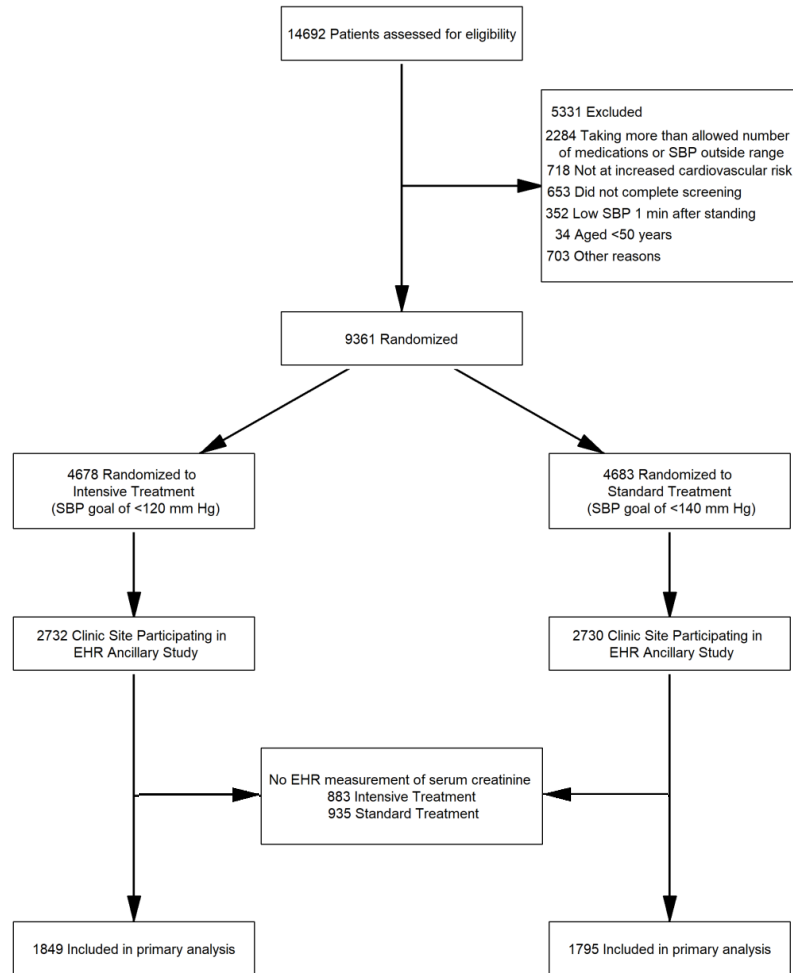 14692 Patients assessed for eligibility
5331 Excluded
2284 Taking more than allowed number
of medications or SBP outside range
718 Not at increased cardiovascular risk
653 Did not complete screening
352 Low SBP 1 min after standing
34 Aged <50 years
703 Other reasons
9361 Randomized
4678 Randomized to
Intensive Treatment
(SBP goal of <120 mm Hg)
4683 Randomized to
Standard Treatment
(SBP goal of <140 mm Hg)
2732 Clinic Site Participating in
EHR Ancillary Study
2730 Clinic Site Participating in
EHR Ancillary Study
No EHR measurement of serum creatinine
883 Intensive Treatment
935 Standard Treatment
1849 Included in primary analysis
1795 Included in primary analysis